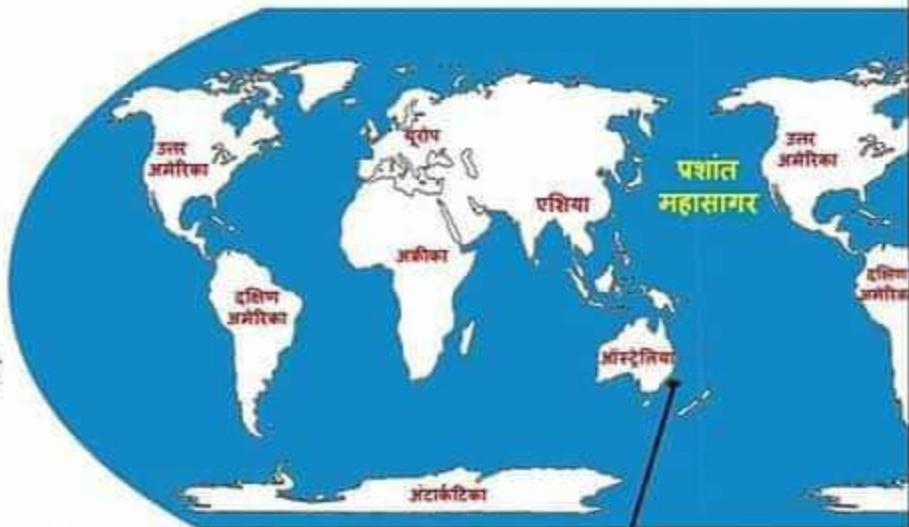 उत्तर
अमेरिका
यूरोप
एशिया
प्रशांत
महासागर
उत्तर
अमेरिका
अफ्रीका
दक्षिण
अमेरिका
दक्षिण
अमेरिका
ऑस्ट्रेलिया
अंटार्कटिका